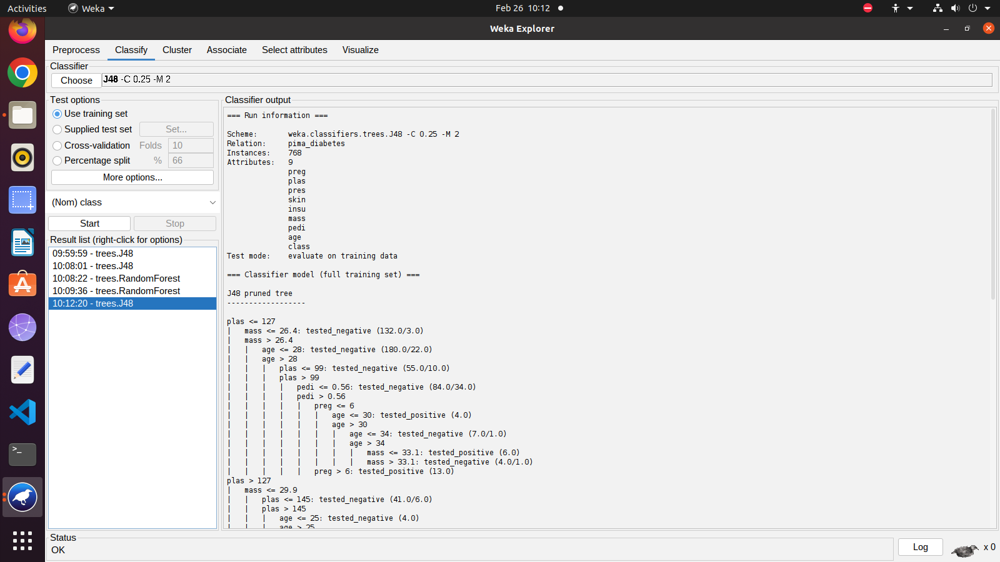 Activities
Weka
Feb 26 10:12
Weka Explorer
Preprocess Classify Cluster Associate Select attributes Visualize
Classifier
Choose J48 -C 0.25 -M 2
Test options
Use training set
Supplied test set Set...
Cross-validation Folds 10
Percentage split % 66
More options...
(Nom) class
Start Stop
Result list (right-click for options)
09:59:59 - trees.J48
10:08:01 - trees.J48
10:08:22 - trees.RandomForest
10:09:36 - trees.RandomForest
10:12:20 - trees.J48
Classifier output
=== Run information ===
Scheme: weka.classifiers.trees.J48 -C 0.25 -M 2
Relation: pima_diabetes
Instances: 768
Attributes: 9
preg
plas
pres
skin
insu
mass
pedi
age
class
Test mode: evaluate on training data
=== Classifier model (full training set) ===
J48 pruned tree
------------------
plas <= 127
| mass <= 26.4: tested_negative (132.0/3.0)
| mass > 26.4
| | age <= 28: tested_negative (180.0/22.0)
| | age > 28
| | | plas <= 99: tested_negative (55.0/10.0)
| | | plas > 99
| | | | pedi <= 0.56: tested_negative (84.0/34.0)
| | | | pedi > 0.56
| | | | | preg <= 6
| | | | | | age <= 30: tested_positive (4.0)
| | | | | | age > 30
| | | | | | | age <= 34: tested_negative (7.0/1.0)
| | | | | | | age > 34
| | | | | | | | mass <= 33.1: tested_positive (6.0)
| | | | | | | | mass > 33.1: tested_negative (4.0/1.0)
| | | | | preg > 6: tested_positive (13.0)
plas > 127
| mass <= 29.9
| | plas <= 145: tested_negative (41.0/6.0)
| | plas > 145
| | | age <= 25: tested_negative (4.0)
| | | age > 25
Status
OK
Log
x 0